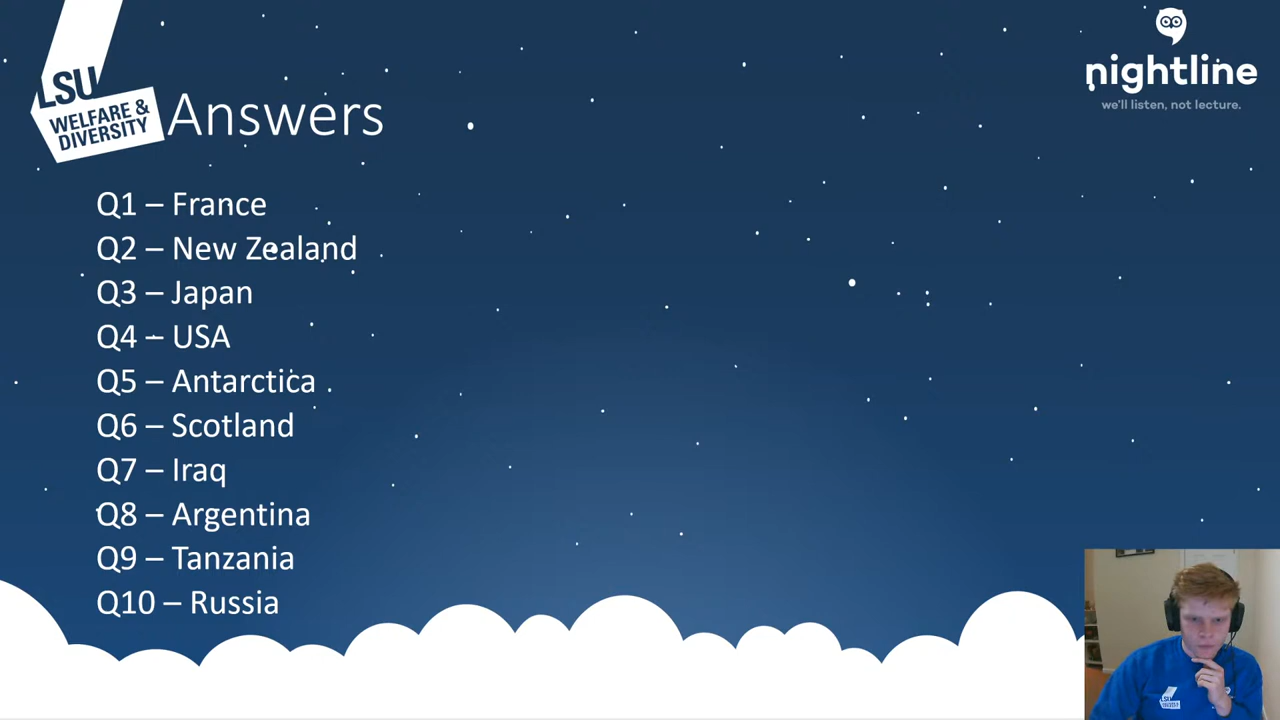 LSU
WELFARE &
DIVERSITY
Answers
nightline
we'll listen, not lecture.
Q1 – France
Q2 – New Zealand
Q3 – Japan
Q4 – USA
Q5 – Antarctica
Q6 – Scotland
Q7 – Iraq
Q8 – Argentina
Q9 – Tanzania
Q10 – Russia